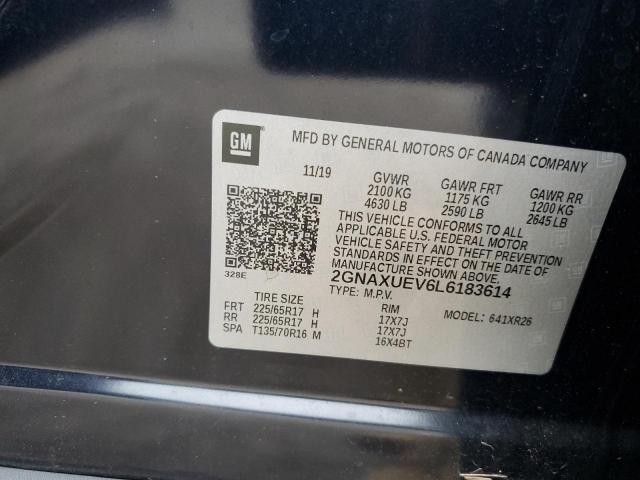 GM
MFD BY GENERAL MOTORS OF CANADA COMPANY
11/19 GVWR GAWR FRT GAWR RR
2100 KG 1175 KG 1200 KG
4630 LB 2590 LB 2645 LB
THIS VEHICLE CONFORMS TO ALL
APPLICABLE U.S. FEDERAL MOTOR
VEHICLE SAFETY AND THEFT PREVENTION
STANDARDS IN EFFECT ON THE DATE OF
MANUFACTURE SHOWN ABOVE.
328E 2GNAXUEV6L6183614
TYPE: M.P.V.
TIRE SIZE RIM MODEL: 641XR26
FRT 225/65R17 H 17X7J
RR 225/65R17 H 17X7J
SPA T135/70R16 M 16X4BT